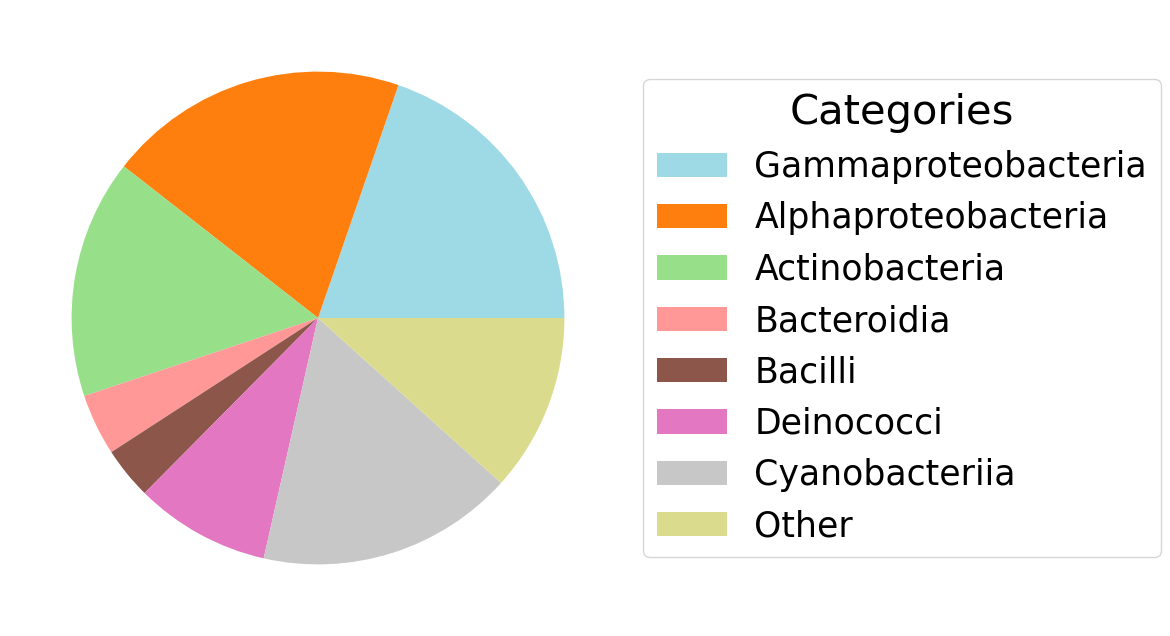 Categories
Gammaproteobacteria
Alphaproteobacteria
Actinobacteria
Bacteroidia
Bacilli
Deinococci
Cyanobacteriia
Other